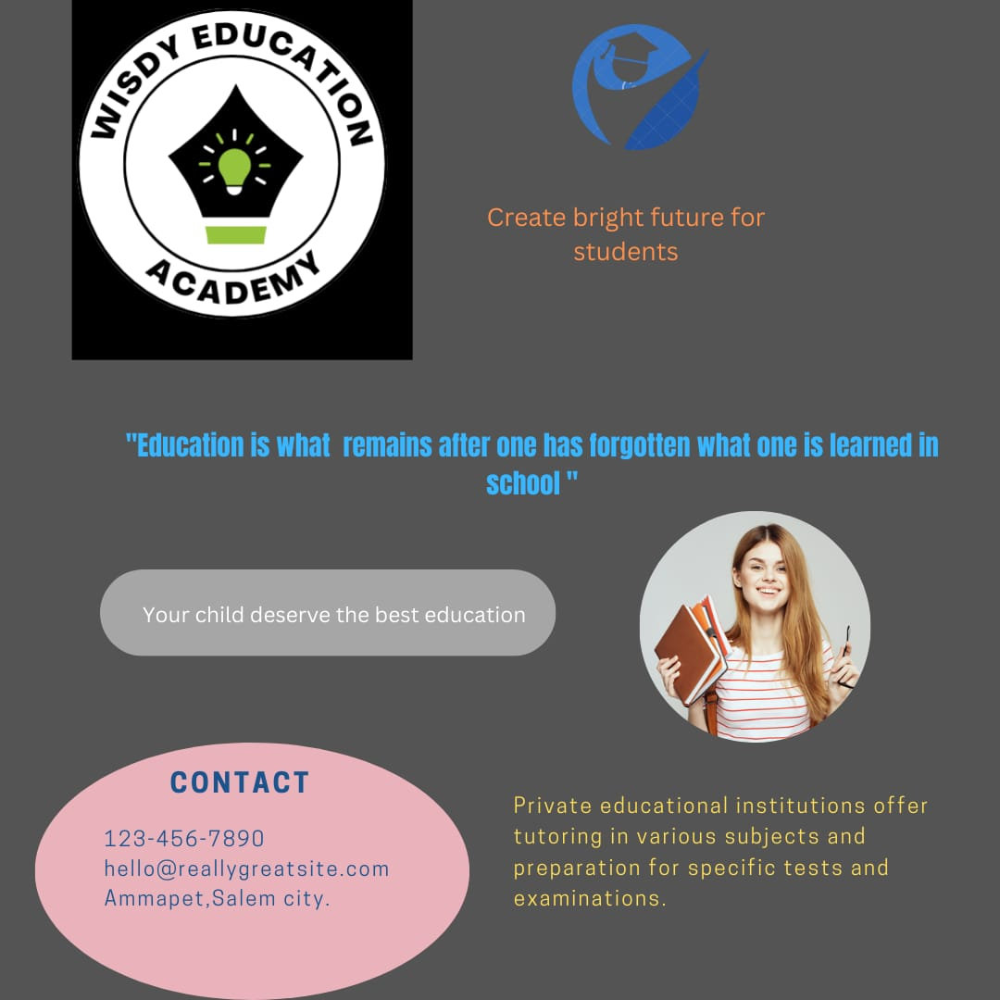 WISDY EDUCATION
ACADEMY
Create bright future for
students
"Education is what  remains after one has forgotten what one is learned in
school "
Your child deserve the best education
CONTACT
123-456-7890
hello@reallygreatsite.com
Ammapet,Salem city.
Private educational institutions offer
tutoring in various subjects and
preparation for specific tests and
examinations.